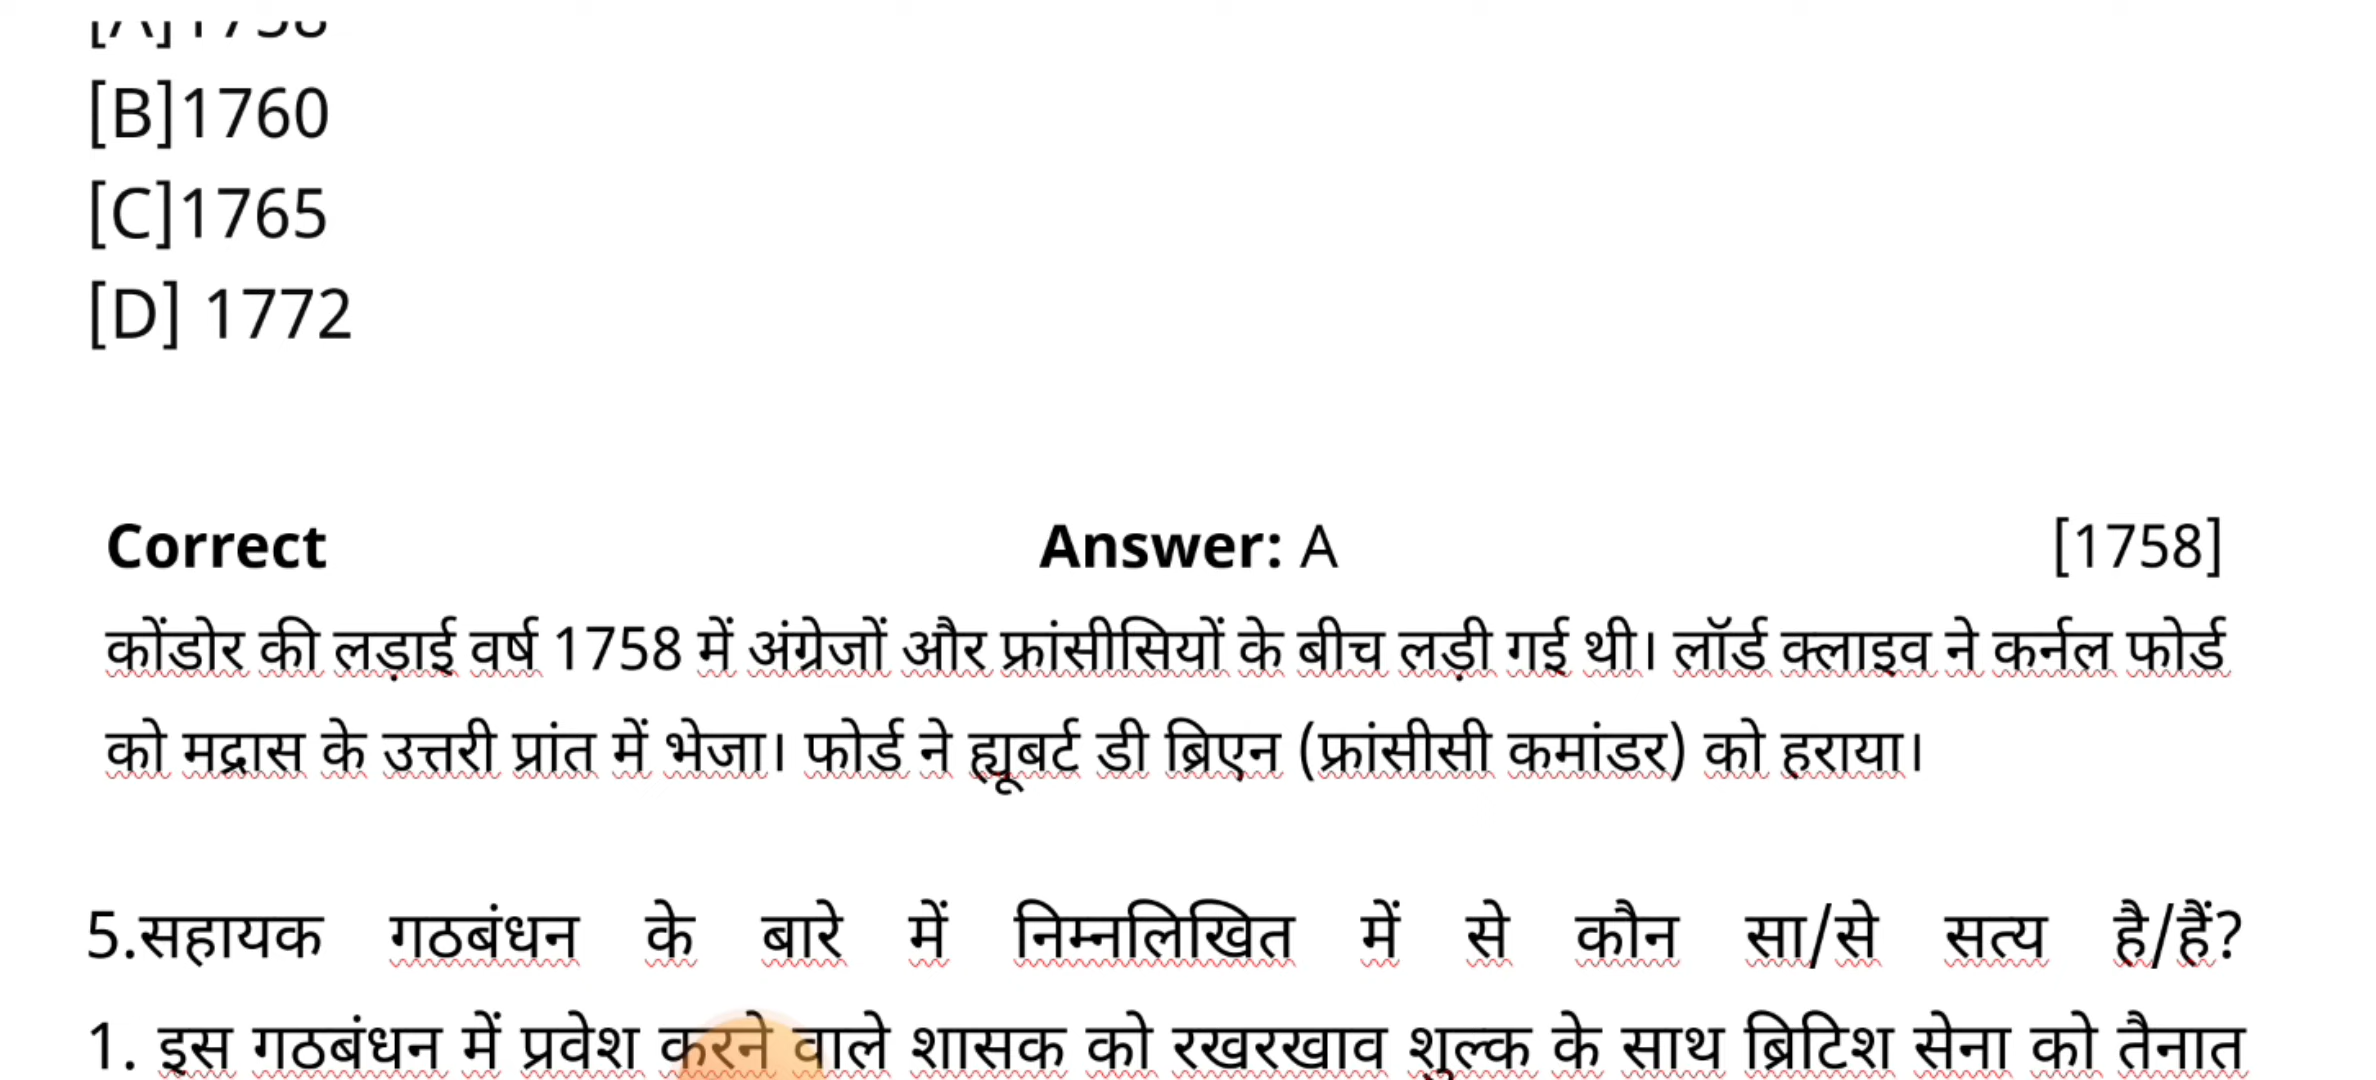 [A]1758
[B]1760
[C]1765
[D] 1772
Correct Answer: A [1758]
कोंडोर की लड़ाई वर्ष 1758 में अंग्रेजों और फ्रांसीसियों के बीच लड़ी गई थी। लॉर्ड क्लाइव ने कर्नल फोर्ड
को मद्रास के उत्तरी प्रांत में भेजा। फोर्ड ने ह्यूबर्ट डी ब्रिएन (फ्रांसीसी कमांडर) को हराया।
5.सहायक गठबंधन के बारे में निम्नलिखित में से कौन सा/से सत्य है/हैं?
1. इस गठबंधन में प्रवेश करने वाले शासक को रखरखाव शुल्क के साथ ब्रिटिश सेना को तैनात